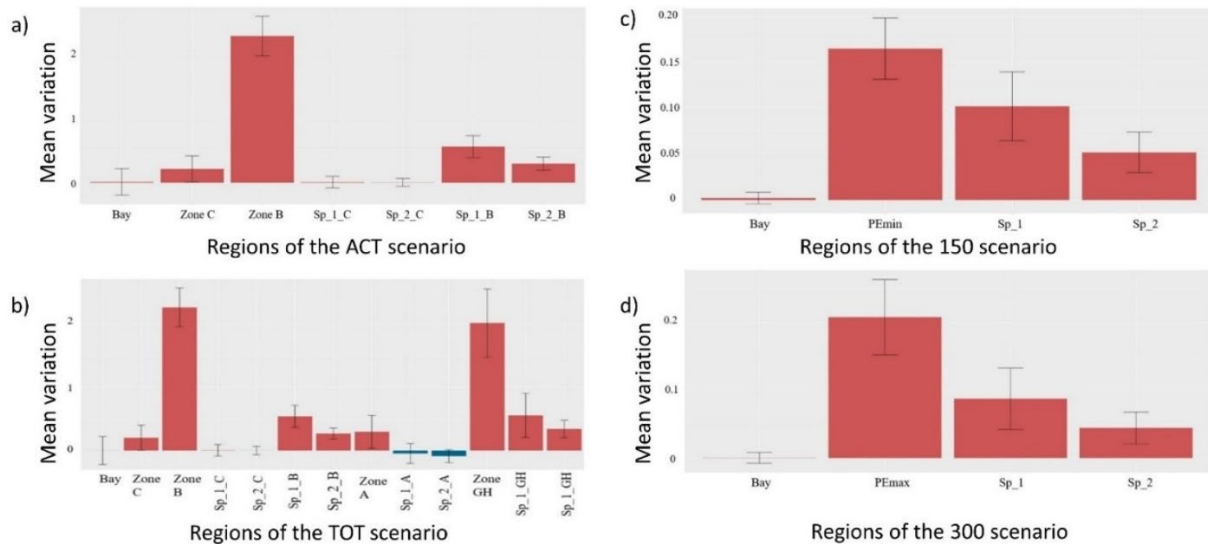 a)
Mean variation
2
1
0
Bay Zone C Zone B Sp_1_C Sp_2_C Sp_1_B Sp_2_B
Regions of the ACT scenario
b)
Mean variation
2
1
0
Bay Zone C Zone B Sp_1_C Sp_2_C Sp_1_B Sp_2_B Zone A Sp_1_A Sp_2_A Zone GH Sp_1_GH Sp_1_GH
Regions of the TOT scenario
c)
Mean variation
0.20
0.15
0.10
0.05
0
Bay PEmin Sp_1 Sp_2
Regions of the 150 scenario
d)
Mean variation
0.2
0.1
0
Bay PEmax Sp_1 Sp_2
Regions of the 300 scenario